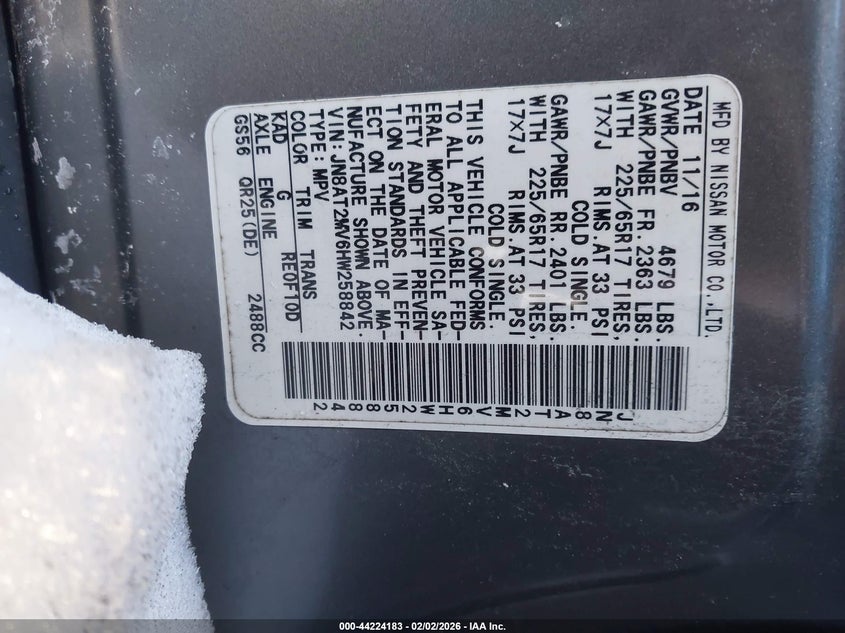 MFD BY NISSAN MOTOR CO.,LTD.
DATE 11/16
GVWR/PNBV 4679 LBS.
GAWR/PNBE FR.2363 LBS.
WITH 225/65R17 TIRES,
17X7J RIMS.AT 33 PSI
COLD SINGLE.
GAWR/PNBE RR.2401 LBS.
WITH 225/65R17 TIRES,
17X7J RIMS.AT 33 PSI
COLD SINGLE.
THIS VEHICLE CONFORMS
TO ALL APPLICABLE FED-
ERAL MOTOR VEHICLE SA-
FETY AND THEFT PREVEN-
TION STANDARDS IN EFF-
ECT ON THE DATE OF MA-
NUFACTURE SHOWN ABOVE.
VIN:JN8AT2MV6HW258842
TYPE:MPV
COLOR TRIM TRANS
KAD G RE0F10D
AXLE ENGINE
GS56 QR25(DE) 2488CC
JN8AT2MV6HW258842
000-44224183 - 02/02/2026 - IAA Inc.